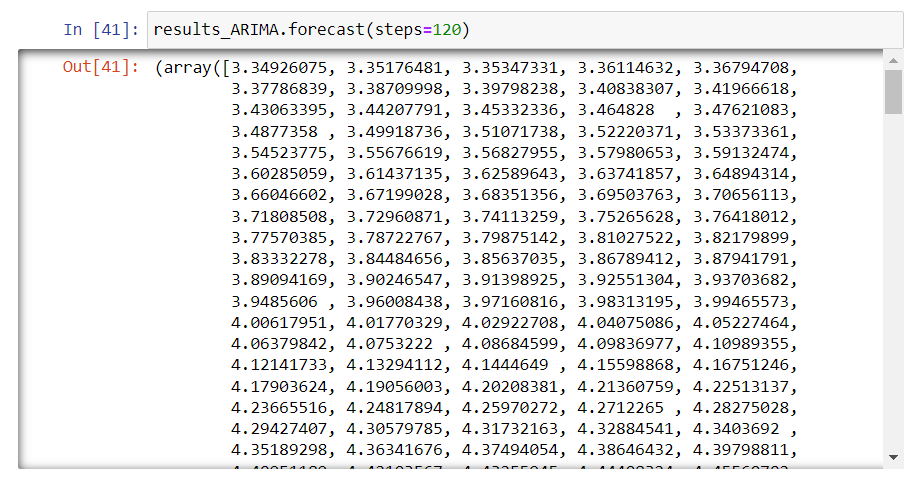 In [41]: results_ARIMA.forecast(steps=120)
Out[41]: (array([3.34926075, 3.35176481, 3.35347331, 3.36114632, 3.36794708,
3.37786839, 3.38709998, 3.39798238, 3.40838307, 3.41966618,
3.43063395, 3.44207791, 3.45332336, 3.464828  , 3.47621083,
3.4877358 , 3.49918736, 3.51071738, 3.52220371, 3.53373361,
3.54523775, 3.55676619, 3.56827955, 3.57980653, 3.59132474,
3.60285059, 3.61437135, 3.62589643, 3.63741857, 3.64894314,
3.66046602, 3.67199028, 3.68351356, 3.69503763, 3.70656113,
3.71808508, 3.72960871, 3.74113259, 3.75265628, 3.76418012,
3.77570385, 3.78722767, 3.79875142, 3.81027522, 3.82179899,
3.83332278, 3.84484656, 3.85637035, 3.86789412, 3.87941791,
3.89094169, 3.90246547, 3.91398925, 3.92551304, 3.93703682,
3.9485606 , 3.96008438, 3.97160816, 3.98313195, 3.99465573,
4.00617951, 4.01770329, 4.02922708, 4.04075086, 4.05227464,
4.06379842, 4.0753222 , 4.08684599, 4.09836977, 4.10989355,
4.12141733, 4.13294112, 4.1444649 , 4.15598868, 4.16751246,
4.17903624, 4.19056003, 4.20208381, 4.21360759, 4.22513137,
4.23665516, 4.24817894, 4.25970272, 4.2712265 , 4.28275028,
4.29427407, 4.30579785, 4.31732163, 4.32884541, 4.3403692 ,
4.35189298, 4.36341676, 4.37494054, 4.38646432, 4.39798811,